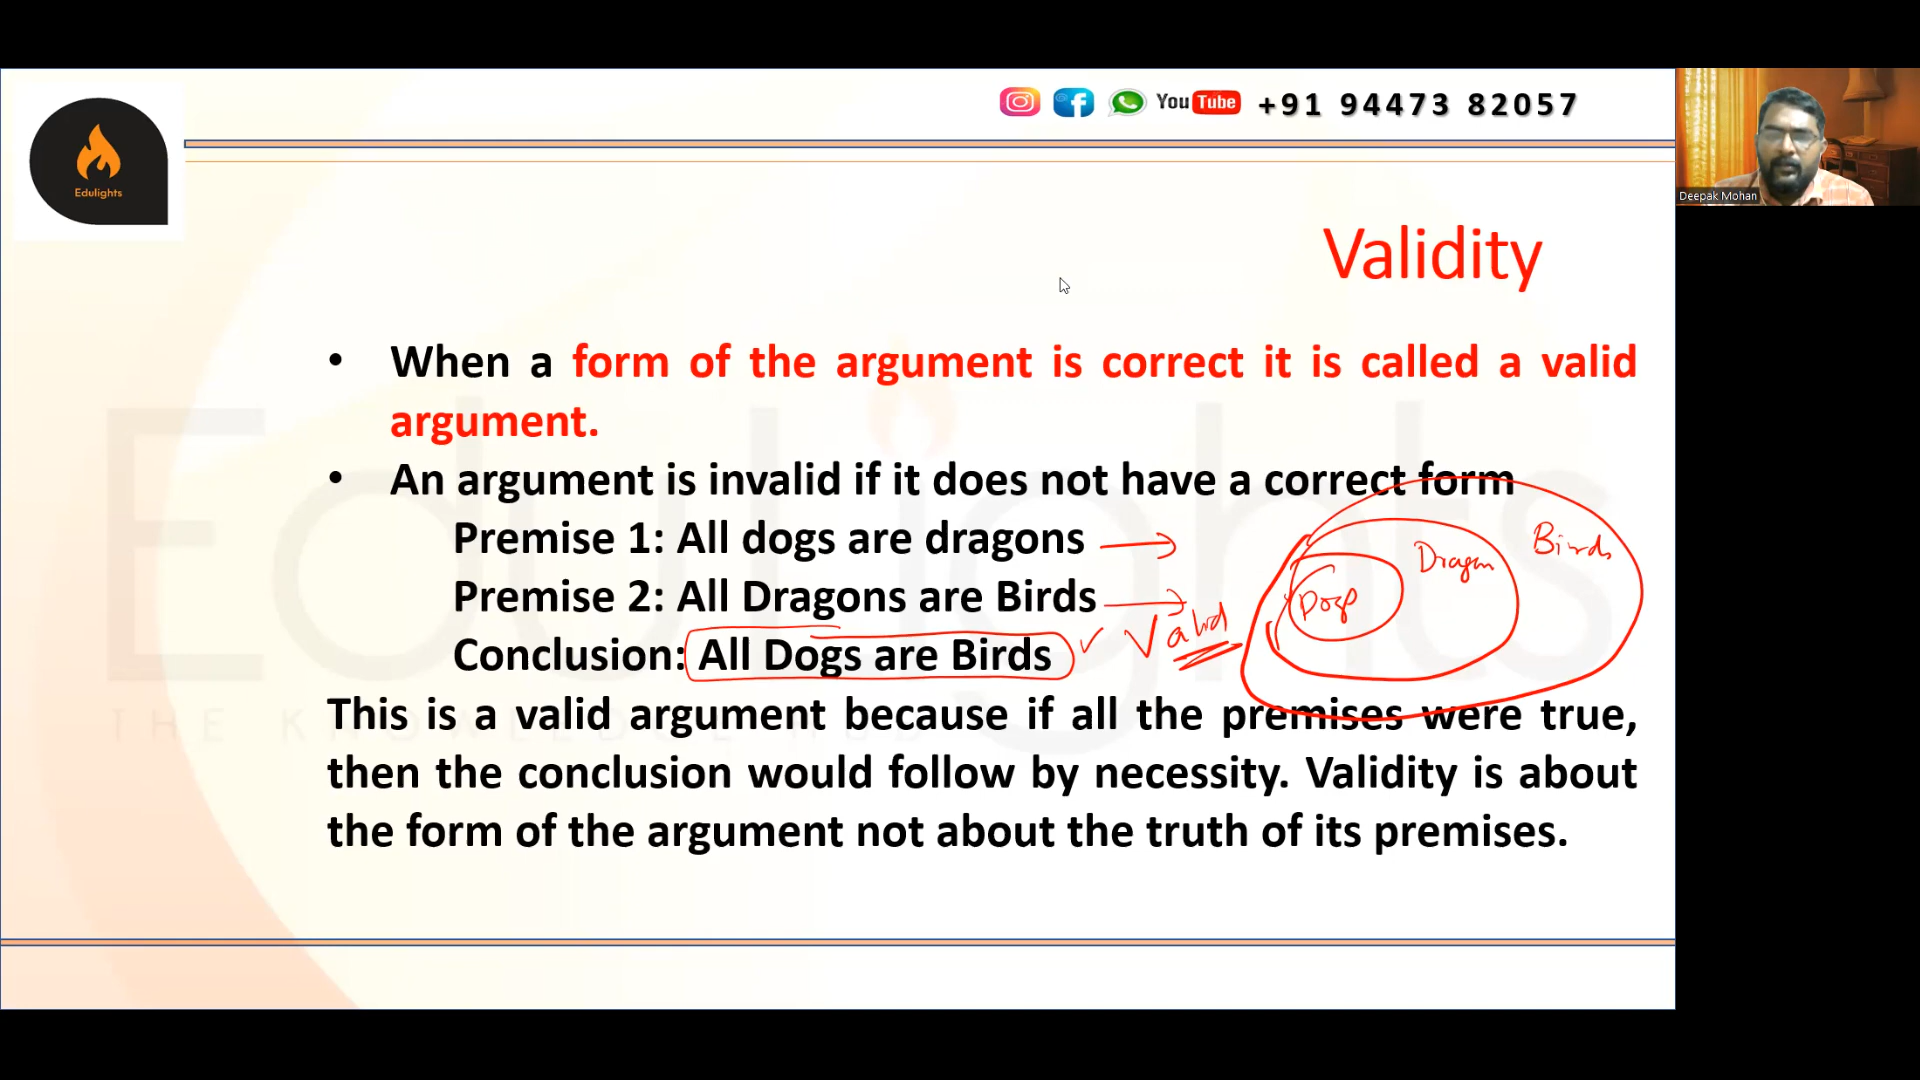 You Tube +91 94473 82057
Edulights
Deepak Mohan
Validity
• When a form of the argument is correct it is called a valid
argument.
• An argument is invalid if it does not have a correct form
Premise 1: All dogs are dragons
Premise 2: All Dragons are Birds
Conclusion: All Dogs are Birds
Valid
Dogs
Dragon
Birds
This is a valid argument because if all the premises were true,
then the conclusion would follow by necessity. Validity is about
the form of the argument not about the truth of its premises.
EduLights